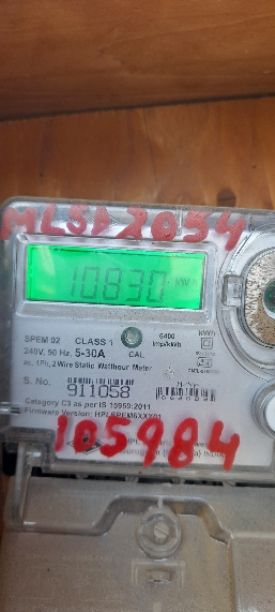 MLSD2054
10830 kWh
SPEM 02 CLASS 1
240V, 50 Hz, 5-30A CAL 6400 imp/kWh
ac, 1Ph, 2 Wire Static Watthour Meter
S. No. 911058
Category C3 as per IS 15959:2011
105984